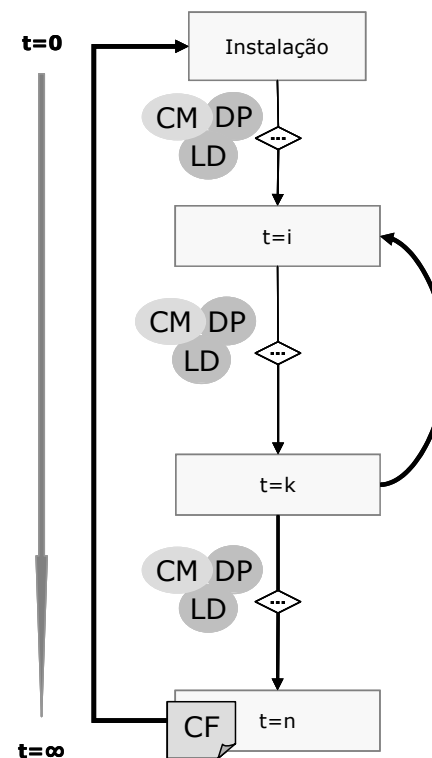 t=0
Instalação
CM DP
LD
...
t=i
CM DP
LD
...
t=k
CM DP
LD
...
CF
t=n
t=∞